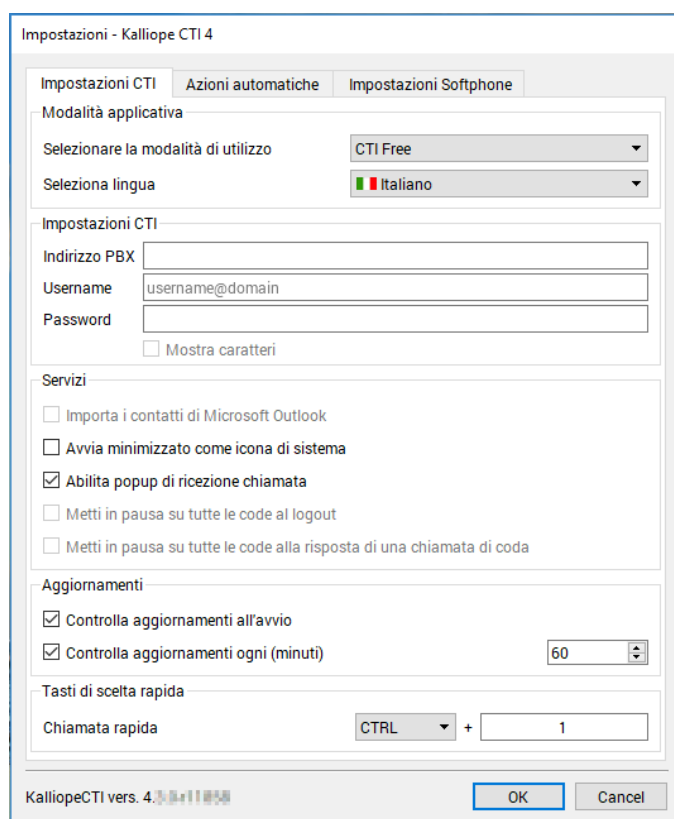 Impostazioni - Kalliope CTI 4
Impostazioni CTI Azioni automatiche Impostazioni Softphone
Modalità applicativa
Selezionare la modalità di utilizzo CTI Free
Seleziona lingua Italiano
Impostazioni CTI
Indirizzo PBX
Username username@domain
Password
Mostra caratteri
Servizi
Importa i contatti di Microsoft Outlook
Avvia minimizzato come icona di sistema
Abilita popup di ricezione chiamata
Metti in pausa su tutte le code al logout
Metti in pausa su tutte le code alla risposta di una chiamata di coda
Aggiornamenti
Controlla aggiornamenti all'avvio
Controlla aggiornamenti ogni (minuti) 60
Tasti di scelta rapida
Chiamata rapida CTRL + 1
KalliopeCTI vers. 4. OK Cancel